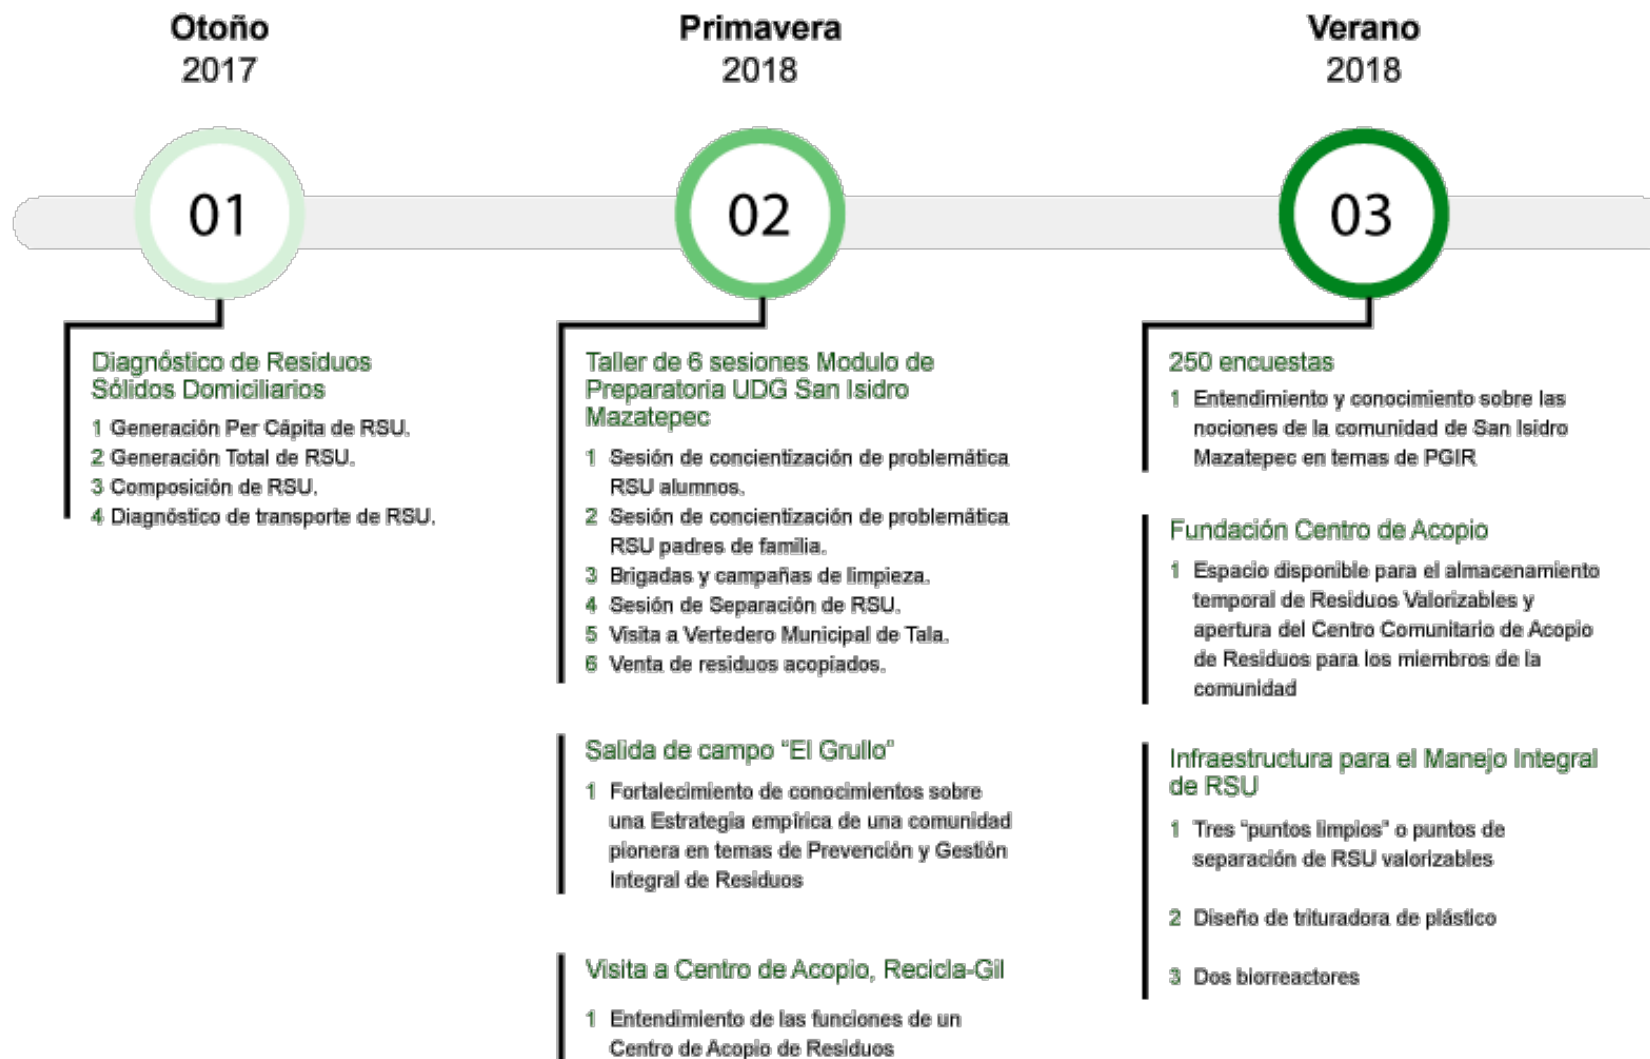 Otoño
2017
Primavera
2018
Verano
2018
01
02
03
Diagnóstico de Residuos
Sólidos Domiciliarios
1 Generación Per Cápita de RSU.
2 Generación Total de RSU.
3 Composición de RSU.
4 Diagnóstico de transporte de RSU.
Taller de 6 sesiones Modulo de
Preparatoria UDG San Isidro
Mazatepec
1 Sesión de concientización de problemática
RSU alumnos.
2 Sesión de concientización de problemática
RSU padres de familia.
3 Brigadas y campañas de limpieza.
4 Sesión de Separación de RSU.
5 Visita a Vertedero Municipal de Tala.
6 Venta de residuos acopiados.
Salida de campo "El Grullo"
1 Fortalecimiento de conocimientos sobre
una Estrategia empírica de una comunidad
pionera en temas de Prevención y Gestión
Integral de Residuos
Visita a Centro de Acopio, Recicla-Gil
1 Entendimiento de las funciones de un
Centro de Acopio de Residuos
250 encuestas
1 Entendimiento y conocimiento sobre las
nociones de la comunidad de San Isidro
Mazatepec en temas de PGIR
Fundación Centro de Acopio
1 Espacio disponible para el almacenamiento
temporal de Residuos Valorizables y
apertura del Centro Comunitario de Acopio
de Residuos para los miembros de la
comunidad
Infraestructura para el Manejo Integral
de RSU
1 Tres "puntos limpios" o puntos de
separación de RSU valorizables
2 Diseño de trituradora de plástico
3 Dos biorreactores